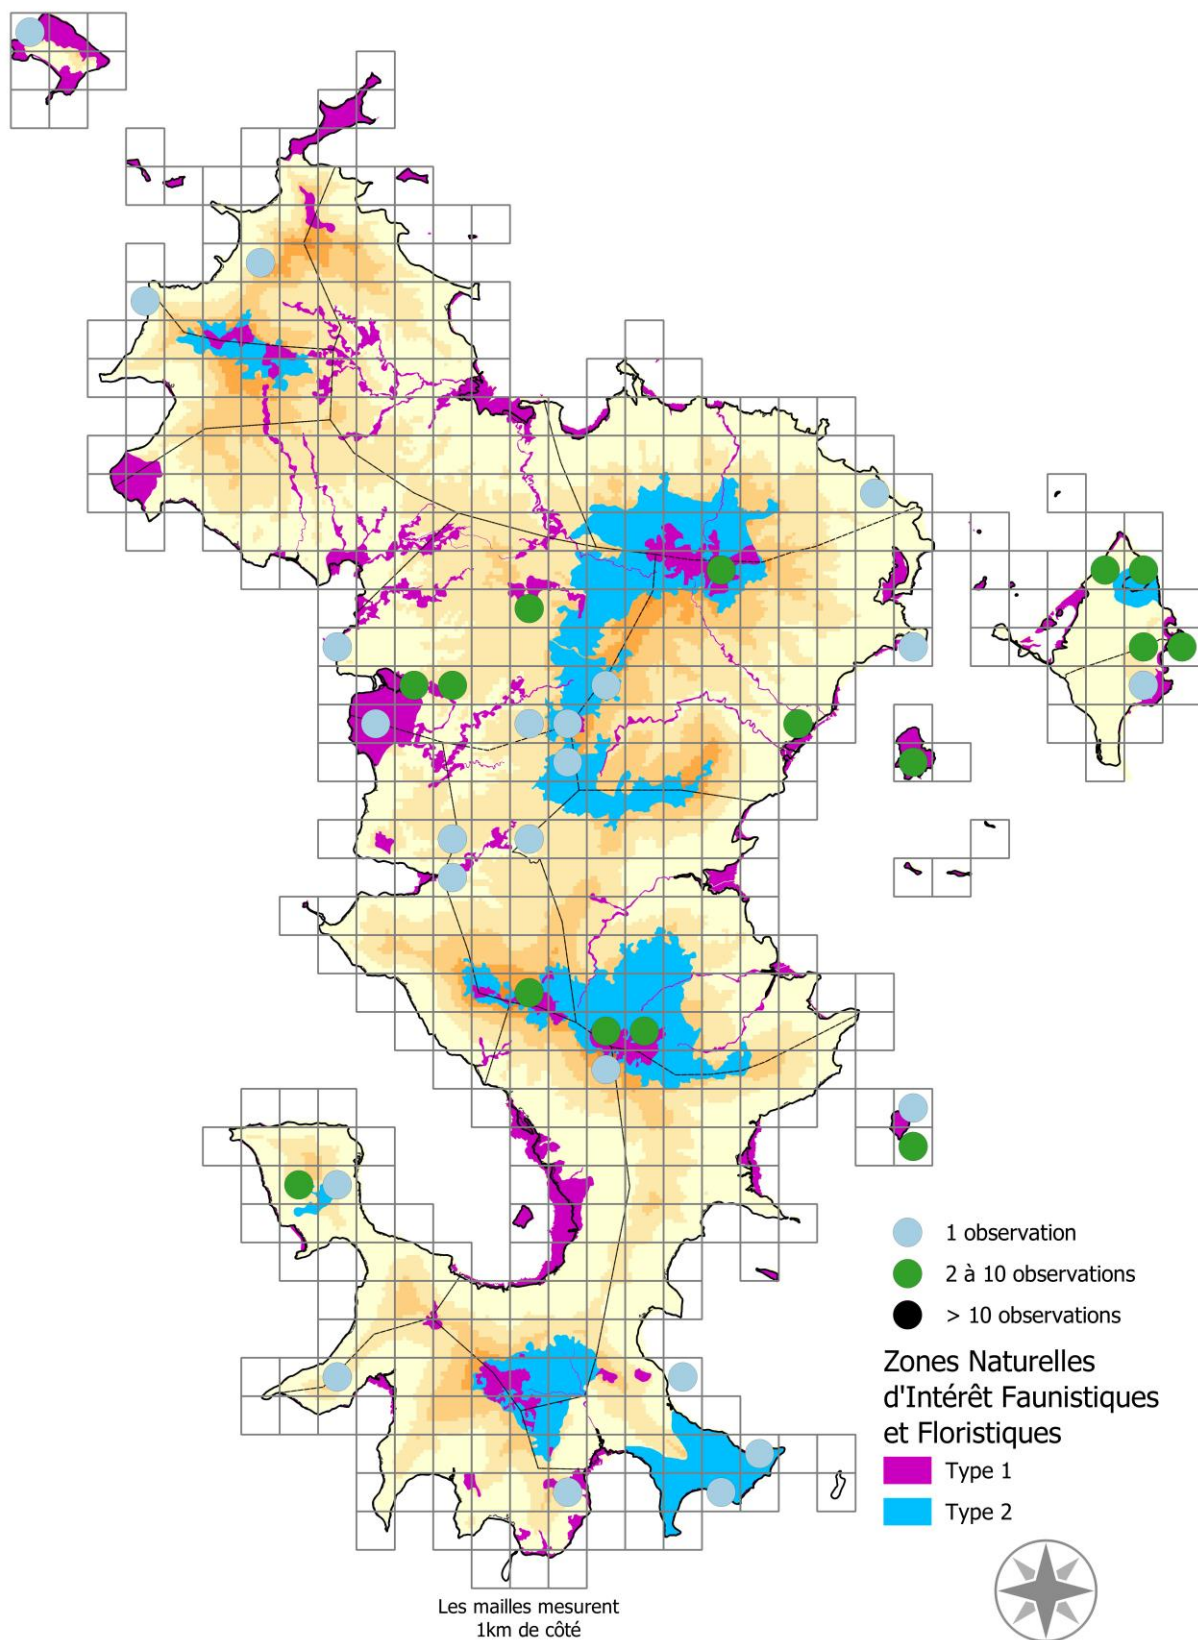 1 observation
2 à 10 observations
> 10 observations
Zones Naturelles
d'Intérêt Faunistiques
et Floristiques
Type 1
Type 2
Les mailles mesurent
1km de côté